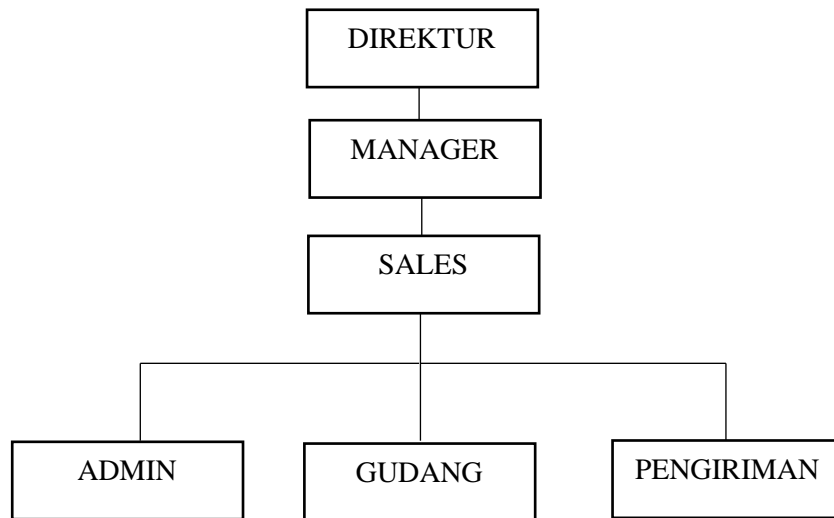 DIREKTUR
MANAGER
SALES
ADMIN
GUDANG
PENGIRIMAN